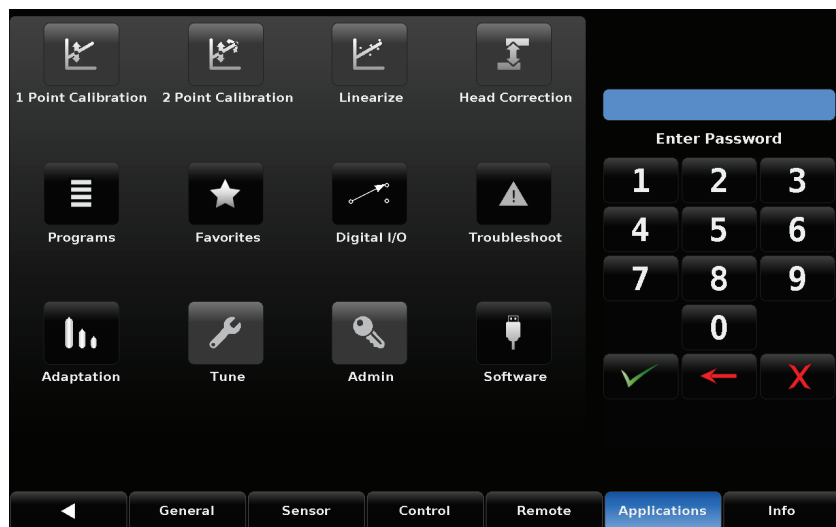 1 Point Calibration 2 Point Calibration Linearize Head Correction
Enter Password
1 2 3
Programs Favorites Digital I/O Troubleshoot
4 5 6
7 8 9
0
Adaptation Tune Admin Software
General Sensor Control Remote Applications Info